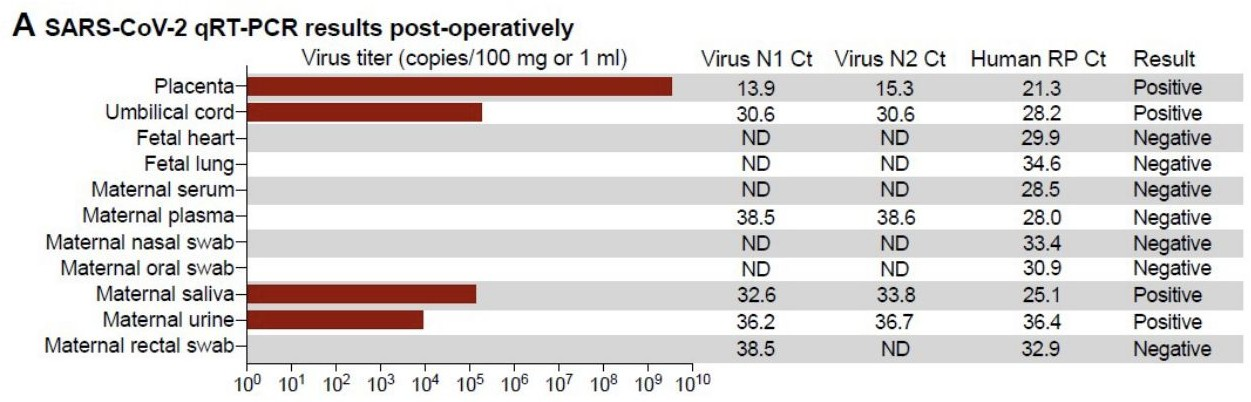 A SARS-CoV-2 qRT-PCR results post-operatively
Virus titer (copies/100 mg or 1 ml) Virus N1 Ct Virus N2 Ct Human RP Ct Result
Placenta 13.9 15.3 21.3 Positive
Umbilical cord 30.6 30.6 28.2 Positive
Fetal heart ND ND 29.9 Negative
Fetal lung ND ND 34.6 Negative
Maternal serum ND ND 28.5 Negative
Maternal plasma 38.5 38.6 28.0 Negative
Maternal nasal swab ND ND 33.4 Negative
Maternal oral swab ND ND 30.9 Negative
Maternal saliva 32.6 33.8 25.1 Positive
Maternal urine 36.2 36.7 36.4 Positive
Maternal rectal swab 38.5 ND 32.9 Negative
10⁰ 10¹ 10² 10³ 10⁴ 10⁵ 10⁶ 10⁷ 10⁸ 10⁹ 10¹⁰